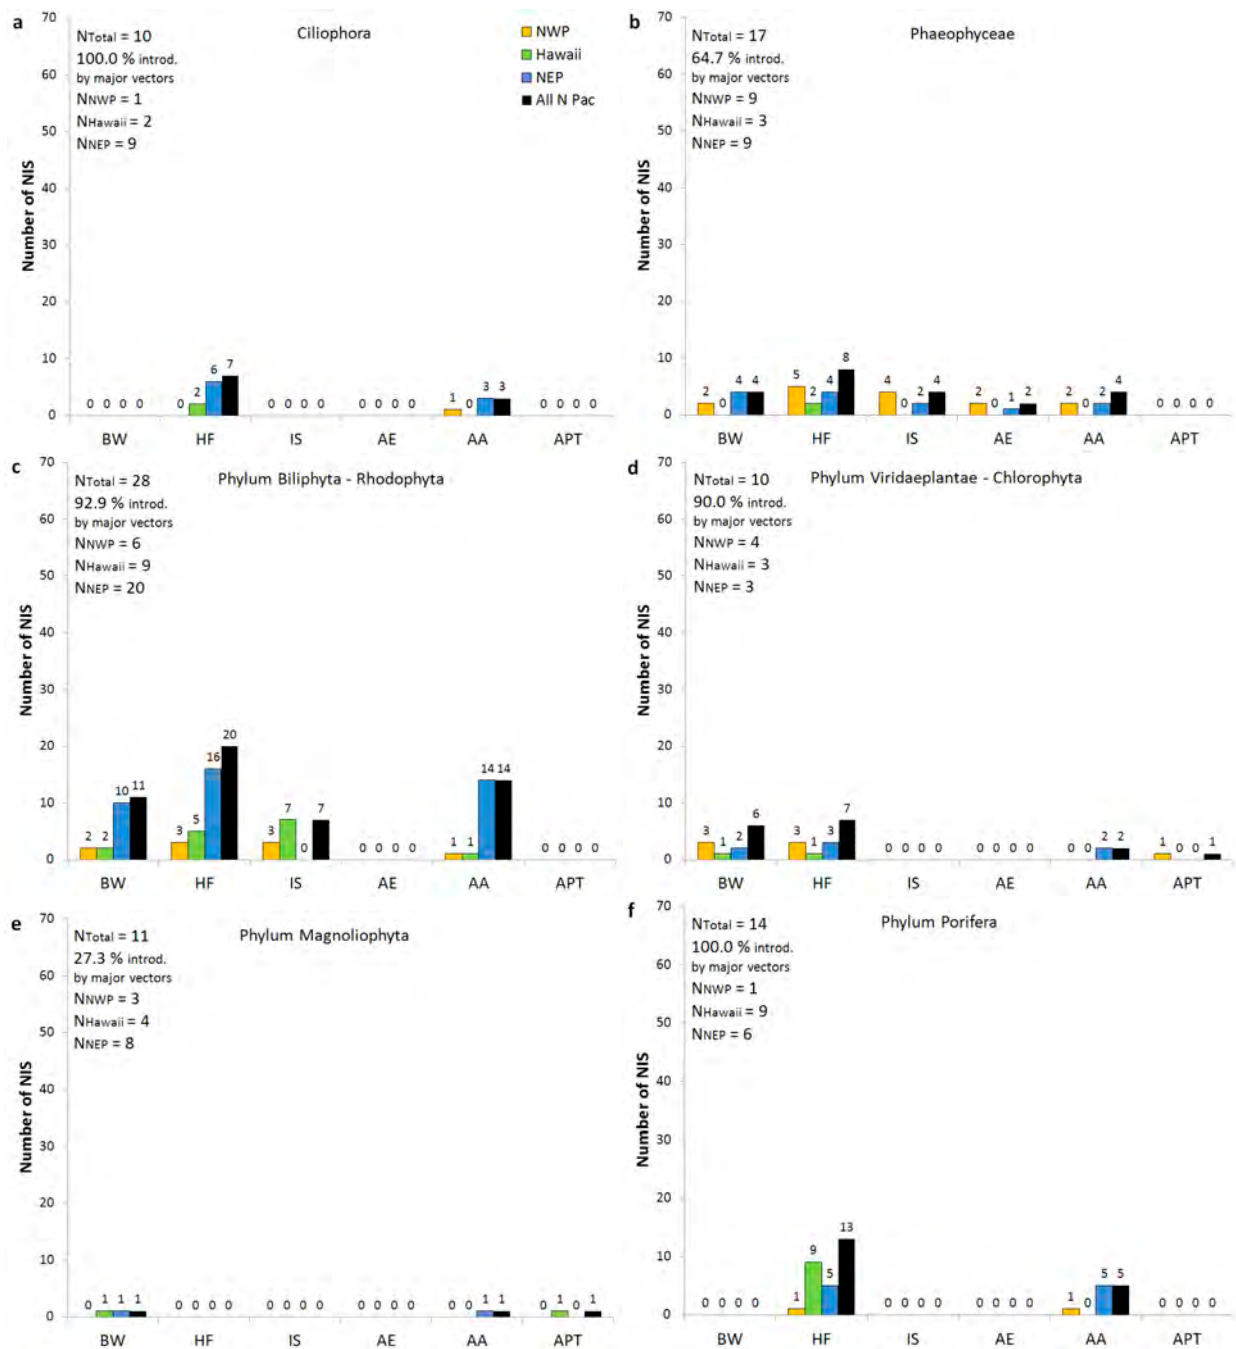 a
Ciliophora
NTotal = 10
100.0 % introd.
by major vectors
NNWP = 1
NHawaii = 2
NNEP = 9
NWP
Hawaii
NEP
All N Pac
Number of NIS
70
60
50
40
30
20
10
0
0 0 0 0 0 2 6 7 0 0 0 0 0 0 0 0 1 0 3 3 0 0 0 0
BW HF IS AE AA APT
b
Phaeophyceae
NTotal = 17
64.7 % introd.
by major vectors
NNWP = 9
NHawaii = 3
NNEP = 9
Number of NIS
70
60
50
40
30
20
10
0
2 0 4 4 5 2 4 8 4 0 2 4 2 0 1 2 2 0 2 4 0 0 0 0
BW HF IS AE AA APT
c
Phylum Biliphyta - Rhodophyta
NTotal = 28
92.9 % introd.
by major vectors
NNWP = 6
NHawaii = 9
NNEP = 20
Number of NIS
70
60
50
40
30
20
10
0
2 2 10 11 3 5 16 20 3 7 0 7 0 0 0 0 1 1 14 14 0 0 0 0
BW HF IS AE AA APT
d
Phylum Viridaeplantae - Chlorophyta
NTotal = 10
90.0 % introd.
by major vectors
NNWP = 4
NHawaii = 3
NNEP = 3
Number of NIS
70
60
50
40
30
20
10
0
3 1 2 6 3 1 3 7 0 0 0 0 0 0 0 0 0 0 2 2 1 0 0 1
BW HF IS AE AA APT
e
Phylum Magnoliophyta
NTotal = 11
27.3 % introd.
by major vectors
NNWP = 3
NHawaii = 4
NNEP = 8
Number of NIS
70
60
50
40
30
20
10
0
0 1 1 1 0 0 0 0 0 0 0 0 0 0 0 0 0 0 1 1 0 1 0 1
BW HF IS AE AA APT
f
Phylum Porifera
NTotal = 14
100.0 % introd.
by major vectors
NNWP = 1
NHawaii = 9
NNEP = 6
Number of NIS
70
60
50
40
30
20
10
0
0 0 0 0 1 9 5 13 0 0 0 0 0 0 0 0 1 0 5 5 0 0 0 0
BW HF IS AE AA APT